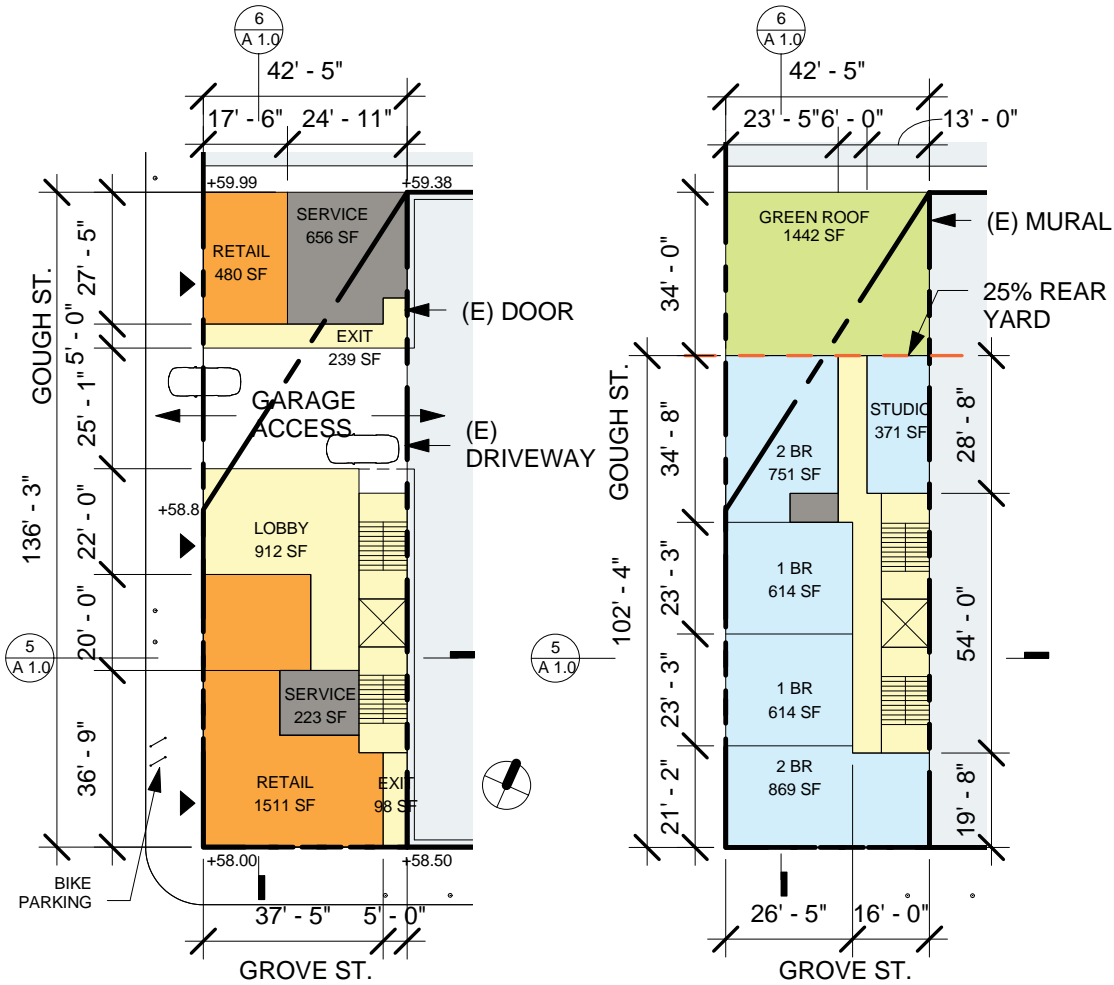 6
A 1.0
42' - 5"
17' - 6"
24' - 11"
+59.99
+59.38
SERVICE
656 SF
RETAIL
480 SF
(E) DOOR
EXIT
239 SF
GARAGE
ACCESS
(E)
DRIVEWAY
+58.8
LOBBY
912 SF
SERVICE
223 SF
RETAIL
1511 SF
EXIT
98 SF
+58.00
+58.50
BIKE
PARKING
37' - 5"
5' - 0"
GROVE ST.
GOUGH ST.
136' - 3"
27' - 5"
5' - 0"
25' - 1"
22' - 0"
20' - 0"
36' - 9"
5
A 1.0
6
A 1.0
42' - 5"
23' - 5"
6' - 0"
13' - 0"
GREEN ROOF
1442 SF
(E) MURAL
25% REAR
YARD
STUDIO
371 SF
2 BR
751 SF
1 BR
614 SF
1 BR
614 SF
2 BR
869 SF
34' - 0"
GOUGH ST.
34' - 8"
102' - 4"
23' - 3"
23' - 3"
21' - 2"
28' - 8"
54' - 0"
19' - 8"
5
A 1.0
26' - 5"
16' - 0"
GROVE ST.